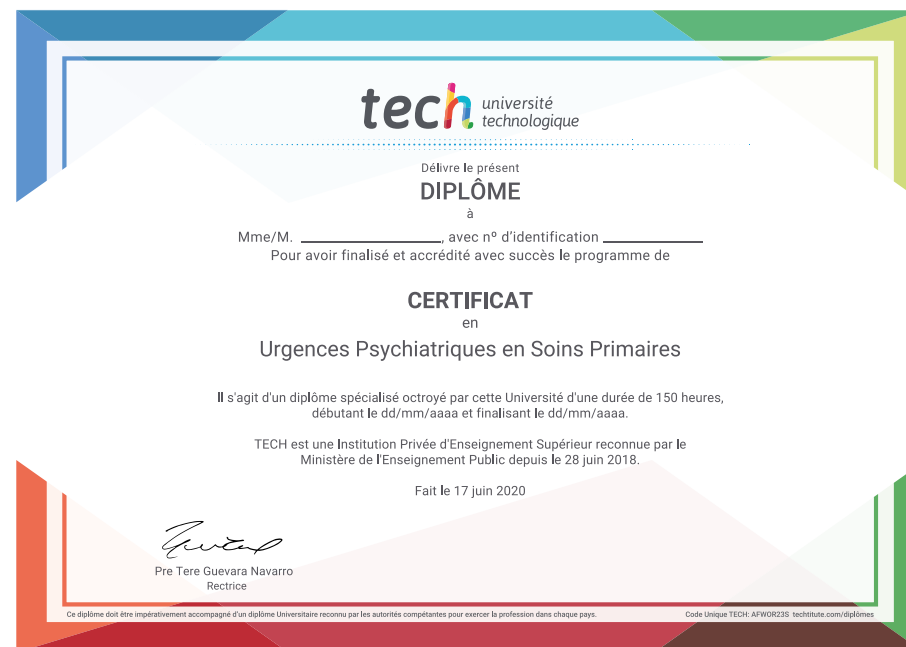 tech université
technologique
Délivre le présent
DIPLÔME
à
Mme/M. ____________________, avec nº d'identification ______________
Pour avoir finalisé et accrédité avec succès le programme de
CERTIFICAT
en
Urgences Psychiatriques en Soins Primaires
Il s'agit d'un diplôme spécialisé octroyé par cette Université d'une durée de 150 heures,
débutant le dd/mm/aaaa et finalisant le dd/mm/aaaa.
TECH est une Institution Privée d'Enseignement Supérieur reconnue par le
Ministère de l'Enseignement Public depuis le 28 juin 2018.
Fait le 17 juin 2020
Pre Tere Guevara Navarro
Rectrice
Ce diplôme doit être impérativement accompagné d'un diplôme Universitaire reconnu par les autorités compétantes pour exercer la profession dans chaque pays.
Code Unique TECH: AFWOR23S techtitute.com/diplômes